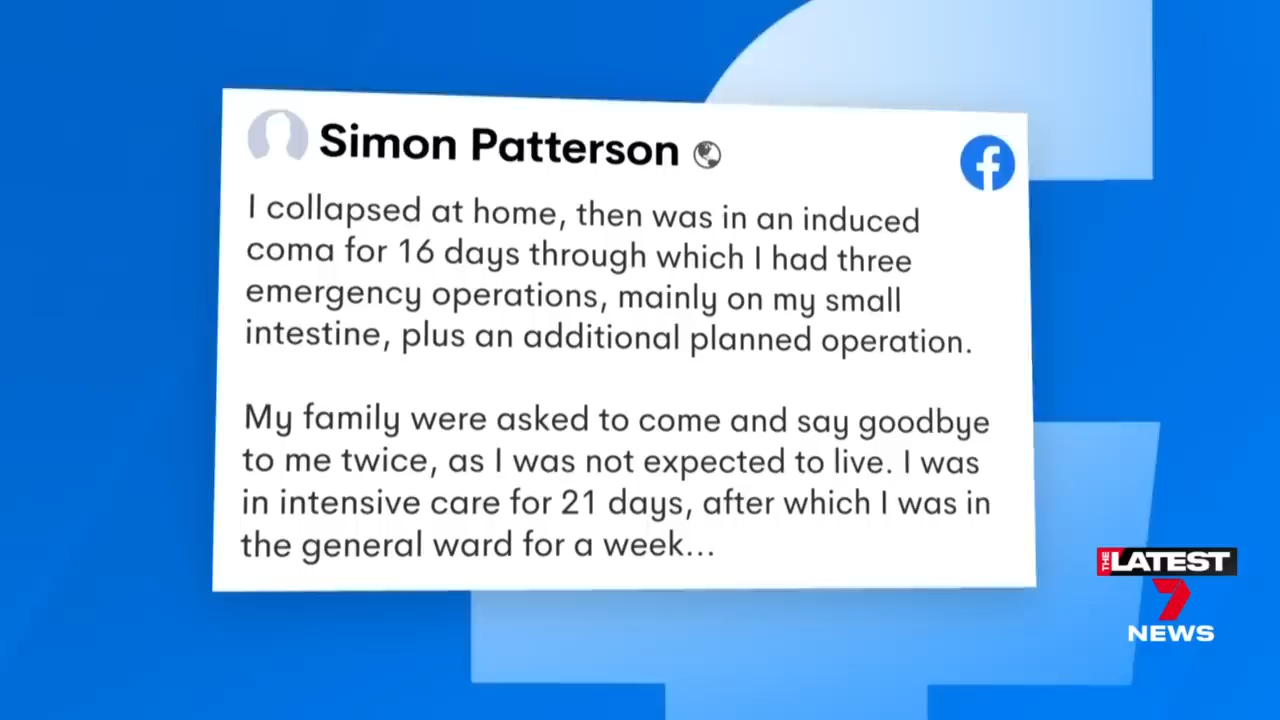 Simon Patterson
I collapsed at home, then was in an induced
coma for 16 days through which I had three
emergency operations, mainly on my small
intestine, plus an additional planned operation.
My family were asked to come and say goodbye
to me twice, as I was not expected to live. I was
in intensive care for 21 days, after which I was in
the general ward for a week...
THE LATEST
7
NEWS